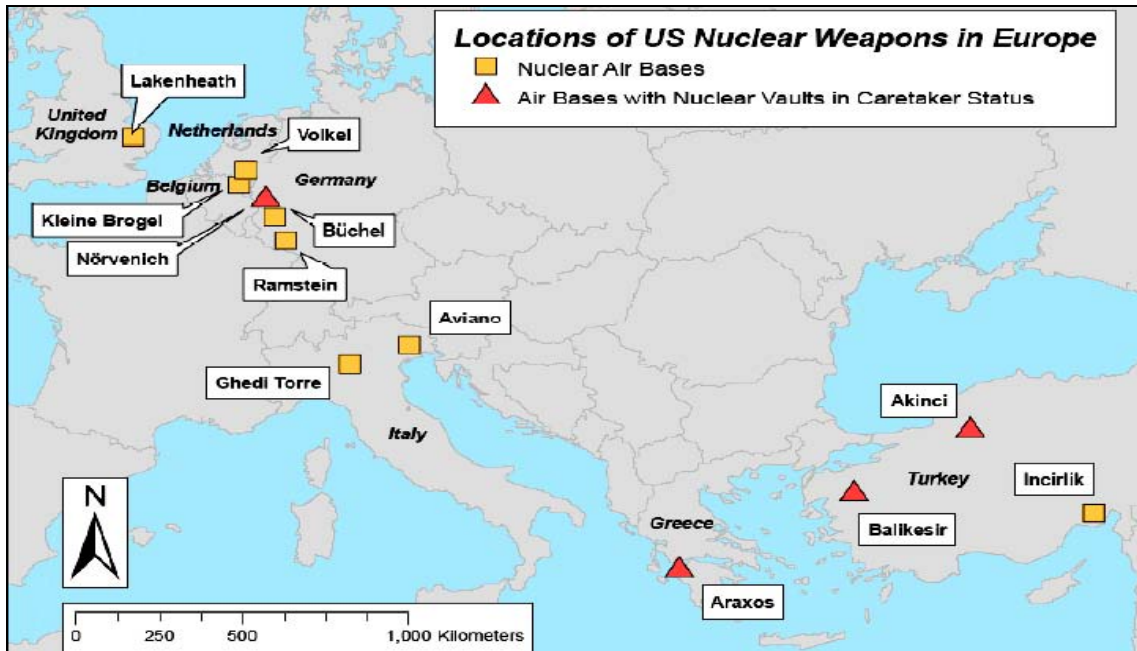 Locations of US Nuclear Weapons in Europe
Nuclear Air Bases
Air Bases with Nuclear Vaults in Caretaker Status
Lakenheath
United
Kingdom
Netherlands
Volkel
Belgium
Germany
Kleine Brogel
Büchel
Nörvenich
Ramstein
Aviano
Ghedi Torre
Italy
Akinci
Turkey
Incirlik
Balikesir
Greece
Araxos
N
0 250 500 1,000 Kilometers